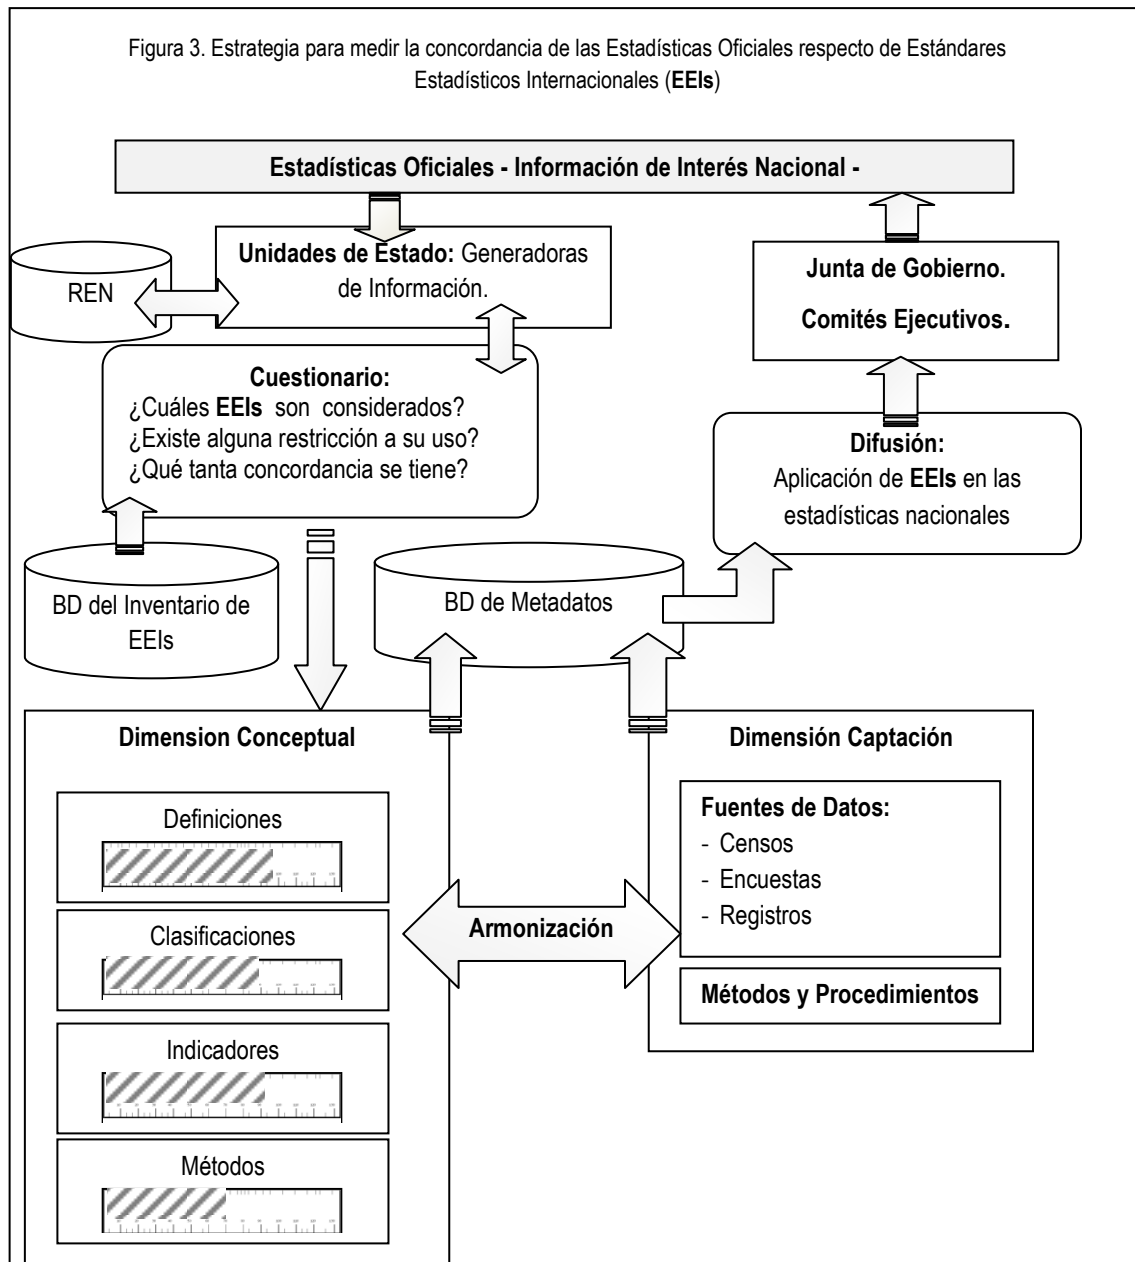 Figura 3. Estrategia para medir la concordancia de las Estadísticas Oficiales respecto de Estándares
Estadísticos Internacionales (EEIs)
Estadísticas Oficiales - Información de Interés Nacional -
Unidades de Estado: Generadoras
de Información.
REN
Junta de Gobierno.
Comités Ejecutivos.
Cuestionario:
¿Cuáles EEIs son considerados?
¿Existe alguna restricción a su uso?
¿Qué tanta concordancia se tiene?
Difusión:
Aplicación de EEIs en las
estadísticas nacionales
BD del Inventario de
EEIs
BD de Metadatos
Dimension Conceptual
Definiciones
Clasificaciones
Indicadores
Métodos
Armonización
Dimensión Captación
Fuentes de Datos:
- Censos
- Encuestas
- Registros
Métodos y Procedimientos